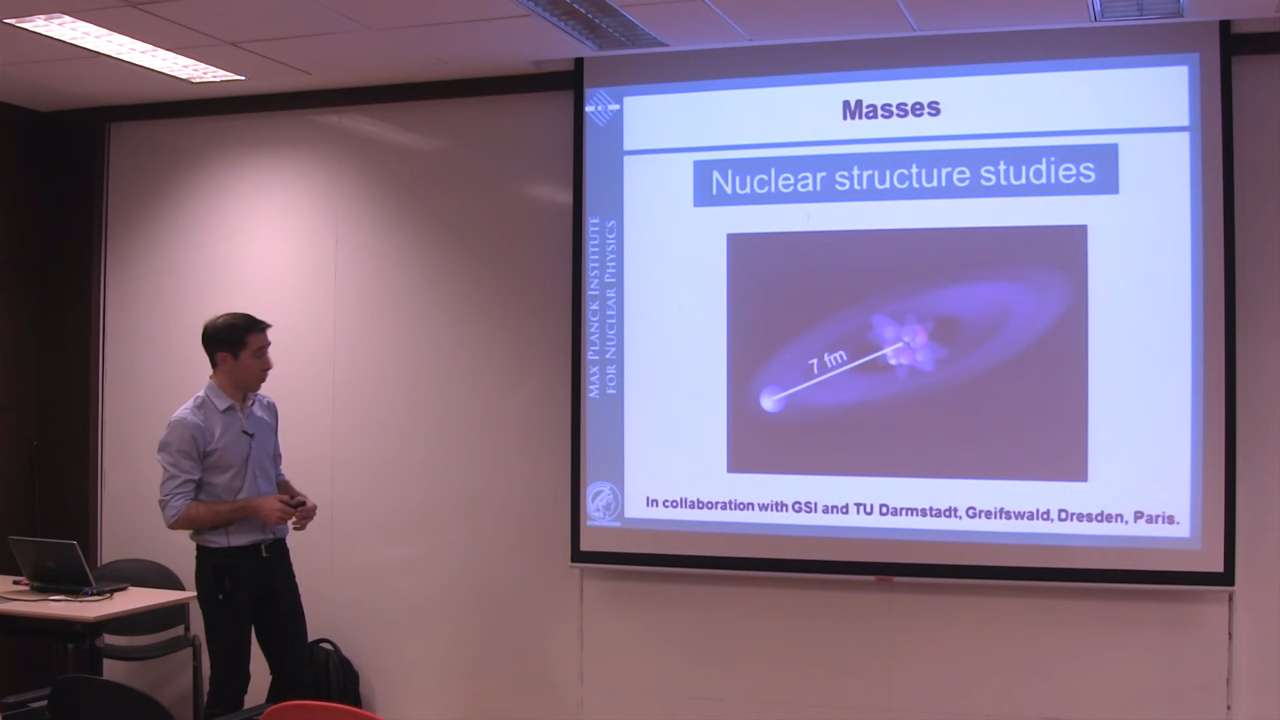 Masses
Nuclear structure studies
MAX PLANCK INSTITUTE
FOR NUCLEAR PHYSICS
7 fm
In collaboration with GSI and TU Darmstadt, Greifswald, Dresden, Paris.